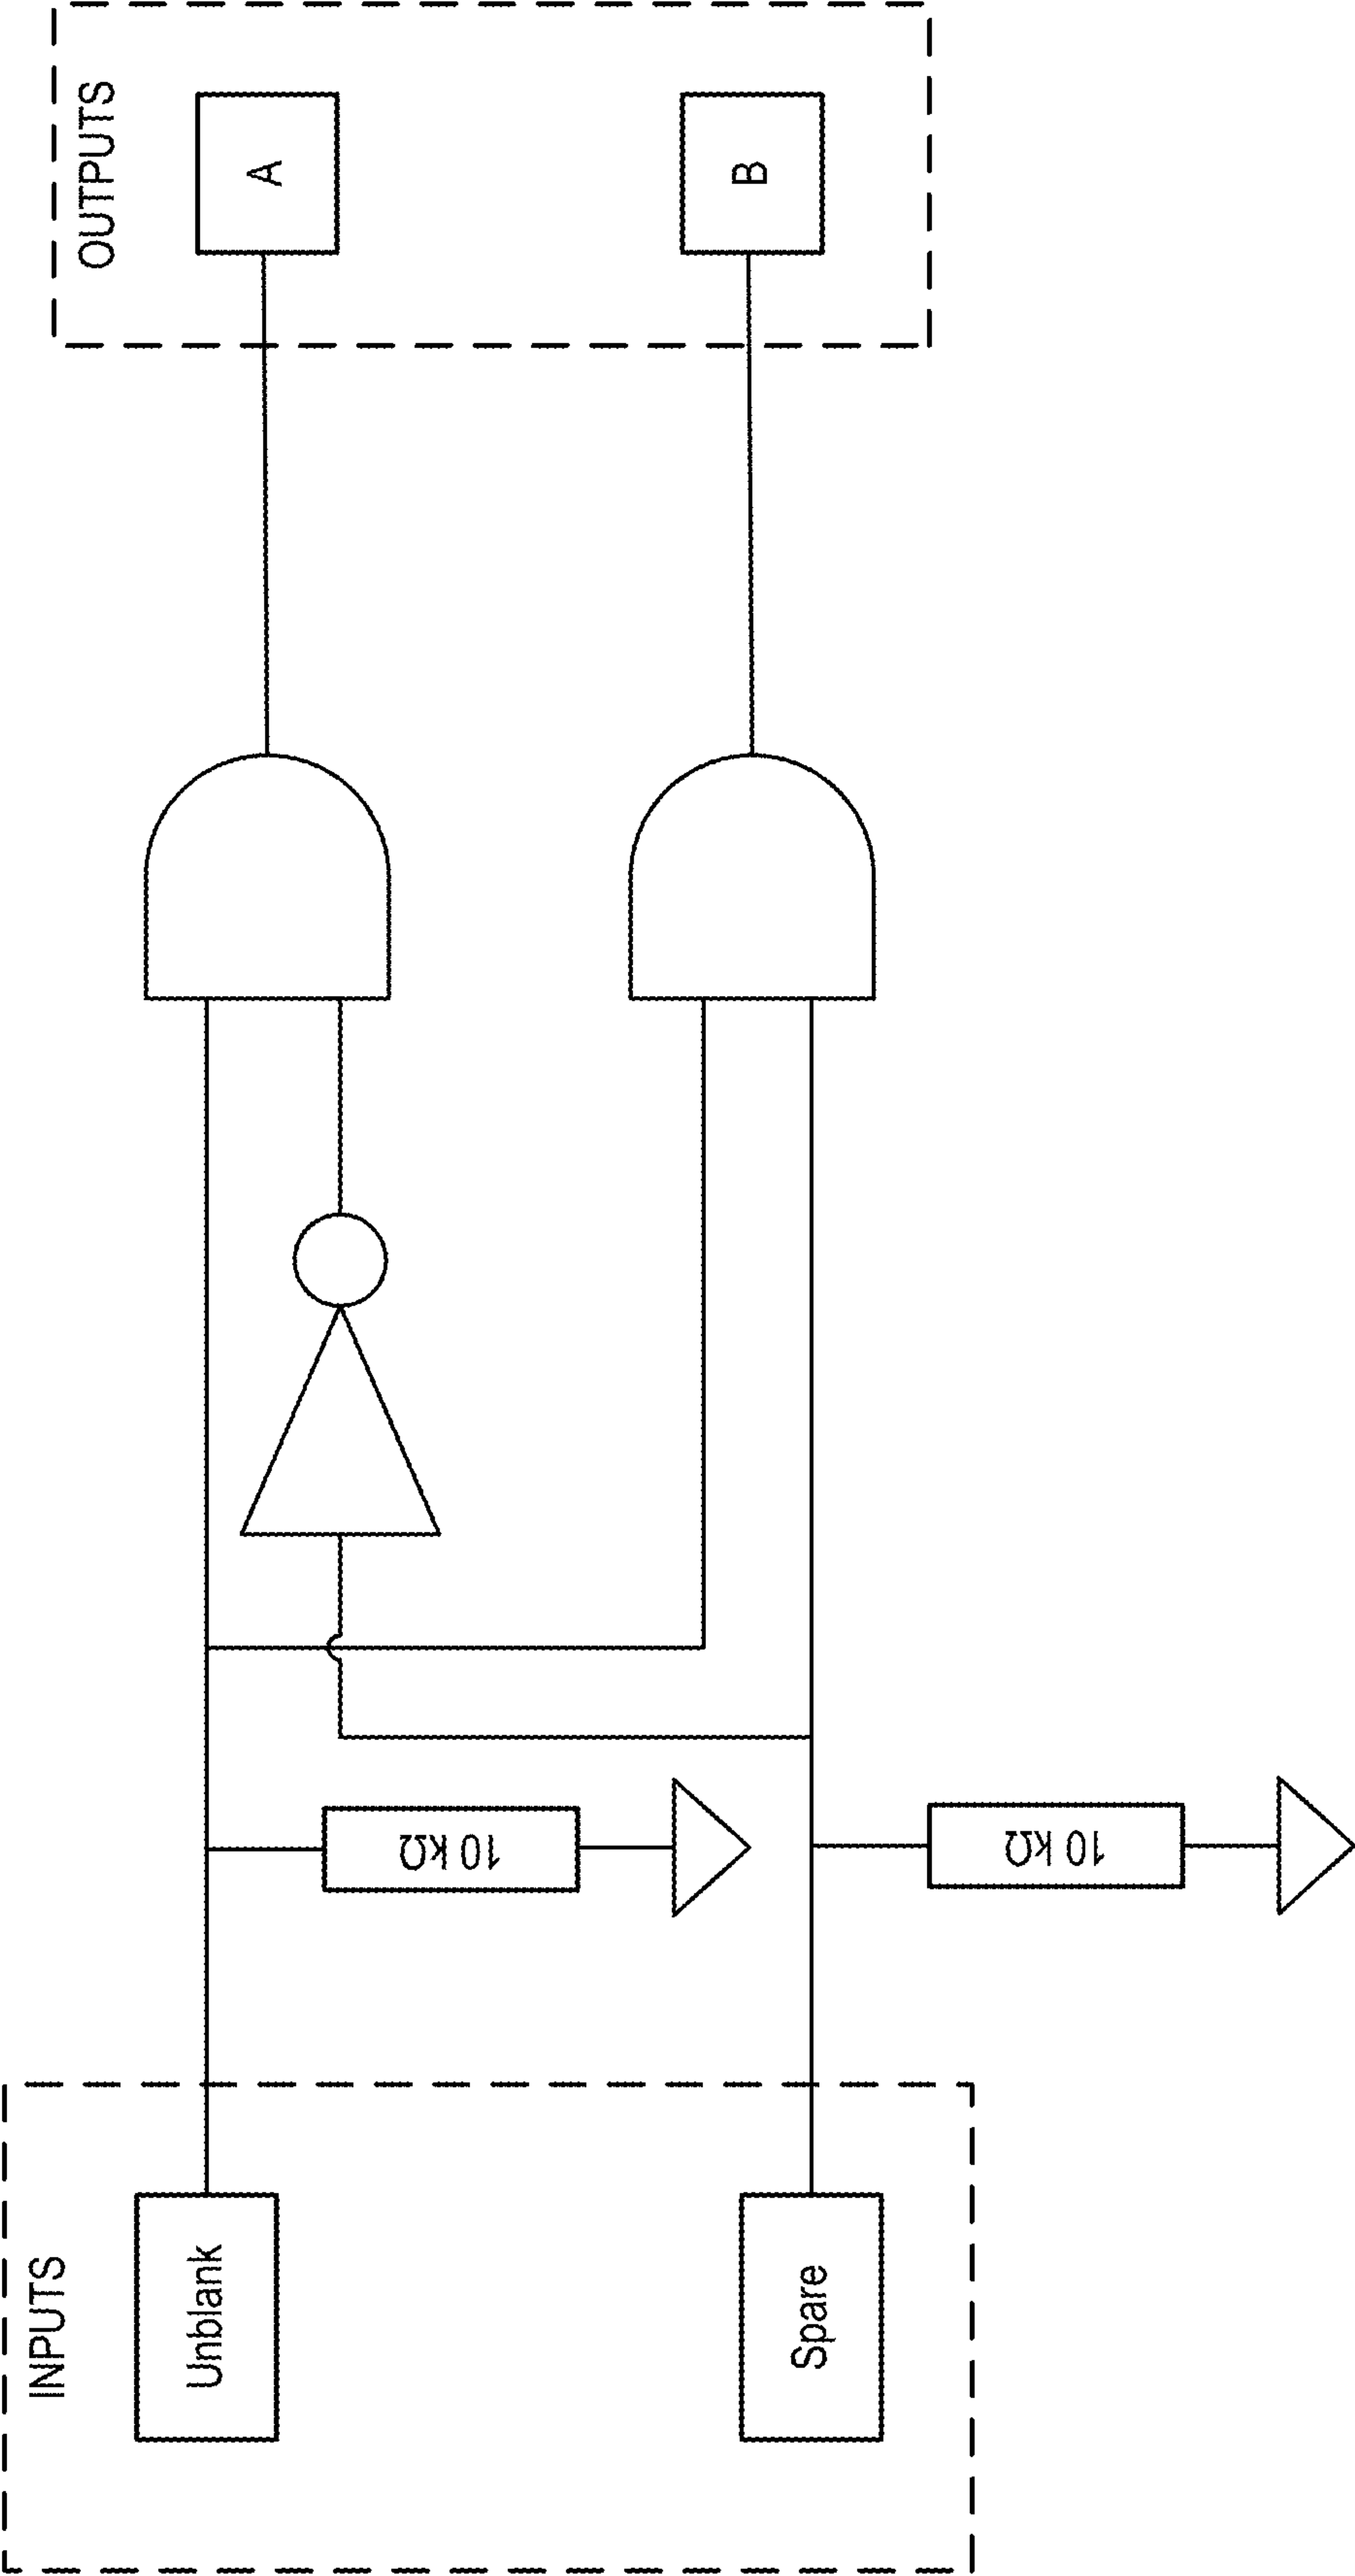 INPUTS
Unblank
Spare
10 kΩ
10 kΩ
OUTPUTS
A
B